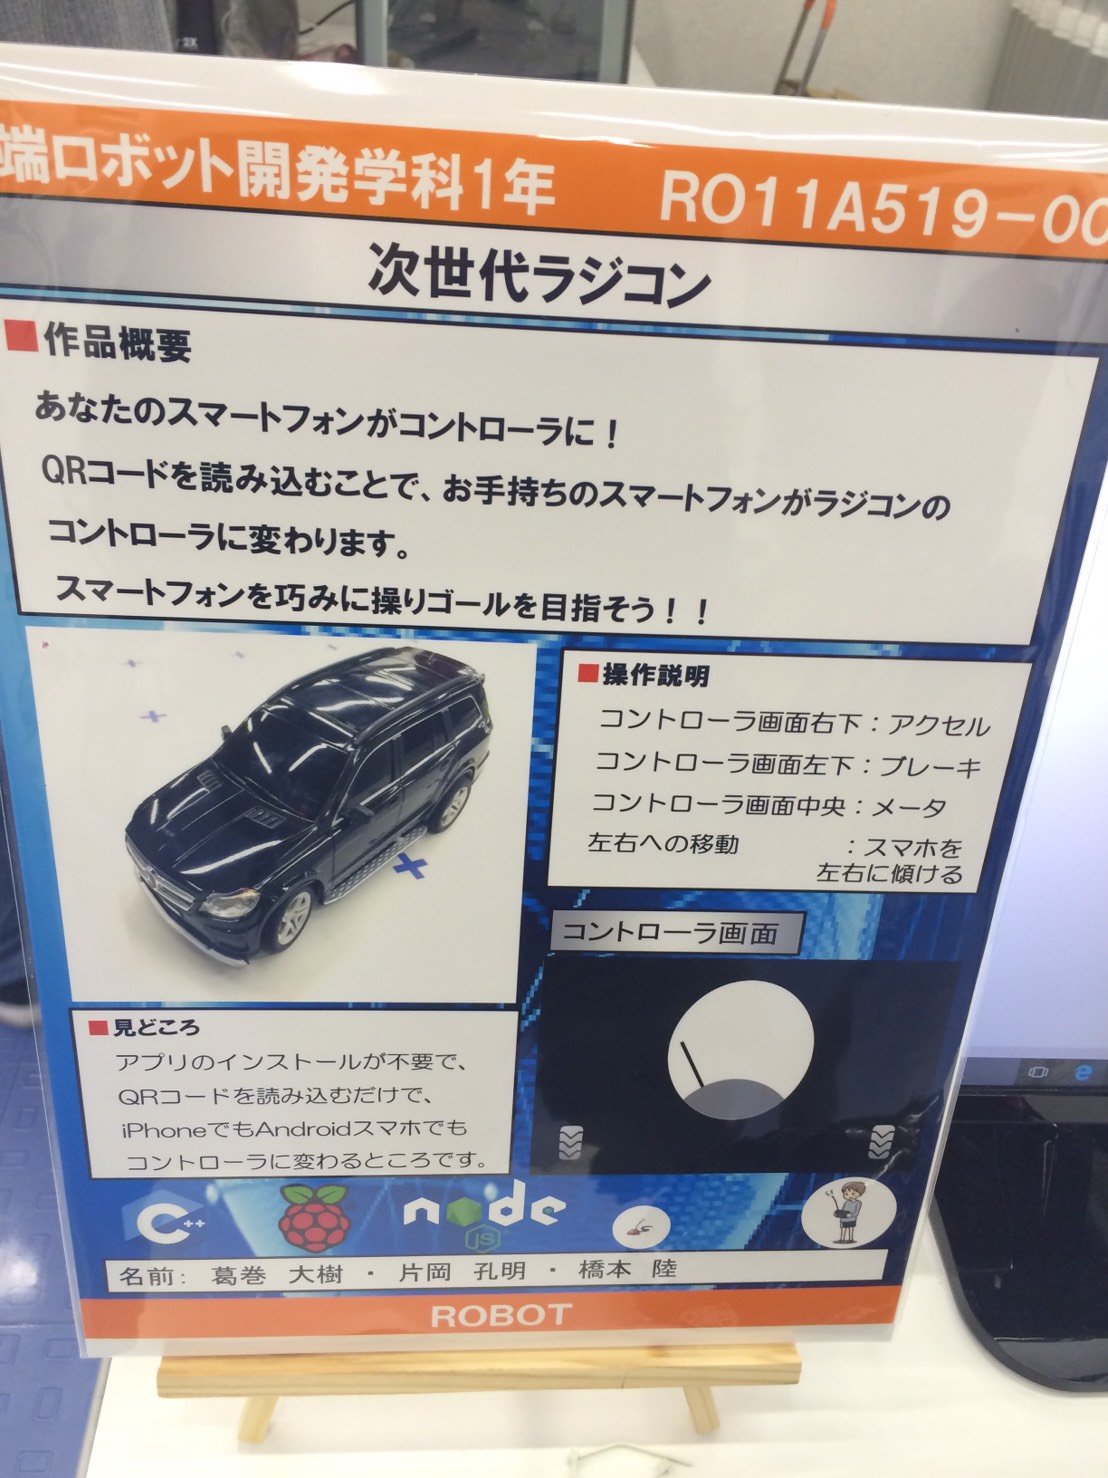 端ロボット開発学科1年 RO11A519-00
次世代ラジコン
■作品概要
あなたのスマートフォンがコントローラに！
QRコードを読み込むことで、お手持ちのスマートフォンがラジコンの
コントローラに変わります。
スマートフォンを巧みに操りゴールを目指そう！！
■操作説明
コントローラ画面右下：アクセル
コントローラ画面左下：ブレーキ
コントローラ画面中央：メータ
左右への移動 ：スマホを
左右に傾ける
コントローラ画面
■見どころ
アプリのインストールが不要で、
QRコードを読み込むだけで、
iPhoneでもAndroidスマホでも
コントローラに変わるところです。
C++
node
JS
名前: 葛巻 大樹 ・ 片岡 孔明 ・ 橋本 陸
ROBOT